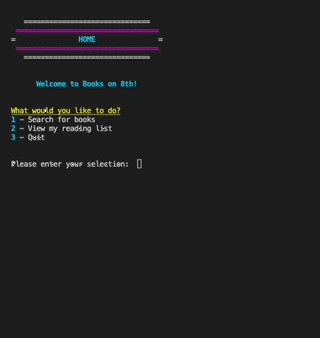 ==============================
==================================
= HOME =
==================================
==============================
Welcome to Books on 8th!
What would you like to do?
1 - Search for books
2 - View my reading list
3 - Quit
Please enter your selection: